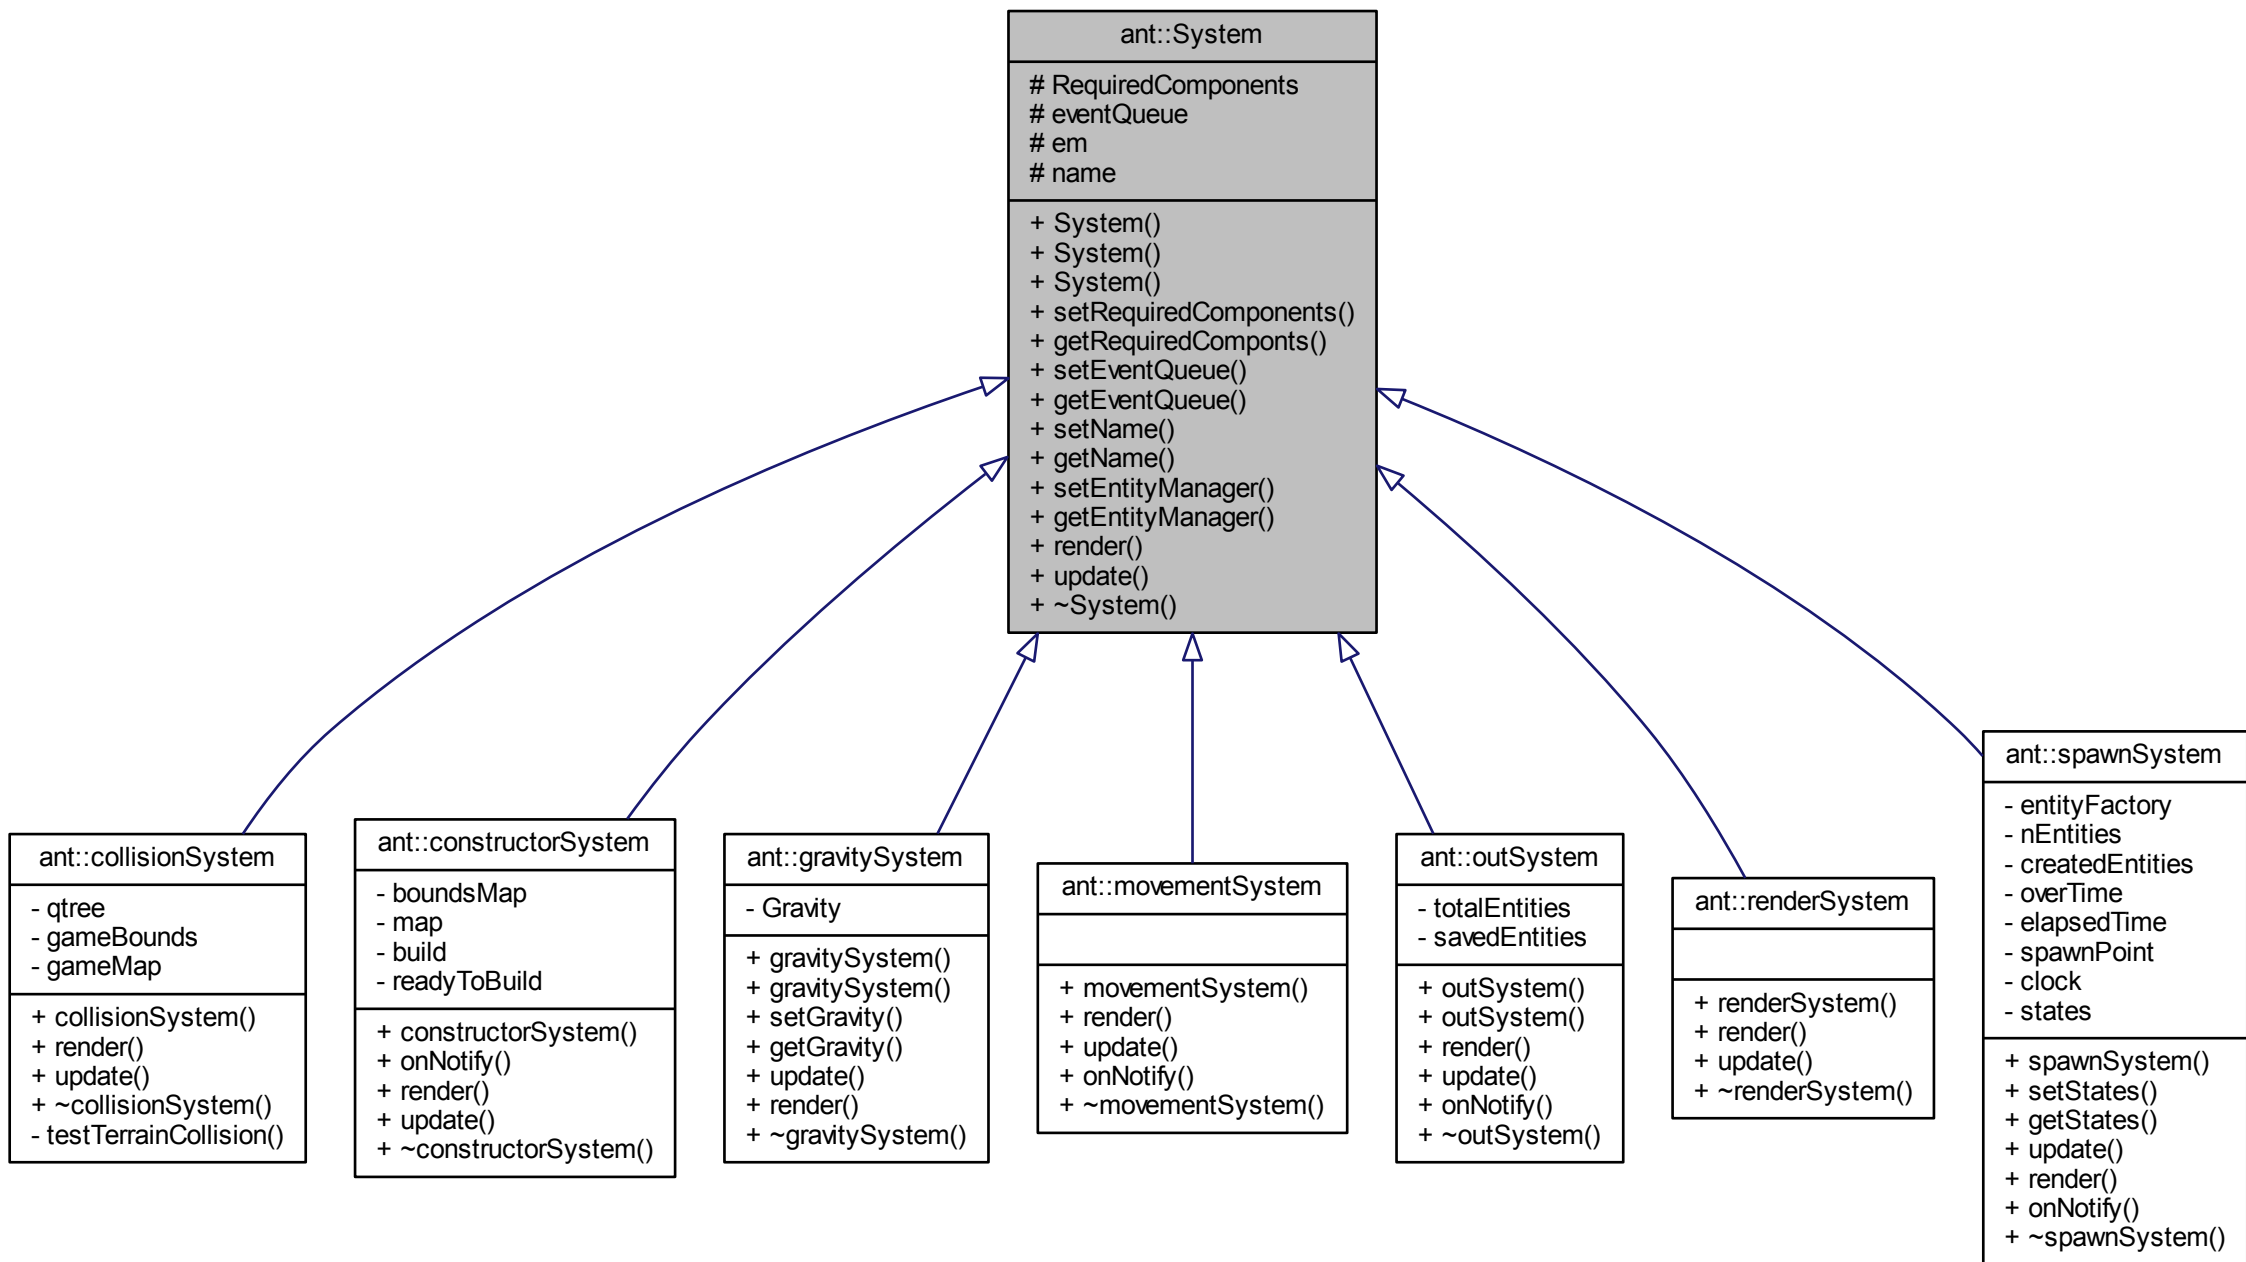 ant::System
# RequiredComponents
# eventQueue
# em
# name
+ System()
+ System()
+ System()
+ setRequiredComponents()
+ getRequiredComponts()
+ setEventQueue()
+ getEventQueue()
+ setName()
+ getName()
+ setEntityManager()
+ getEntityManager()
+ render()
+ update()
+ ~System()
ant::collisionSystem
- qtree
- gameBounds
- gameMap
+ collisionSystem()
+ render()
+ update()
+ ~collisionSystem()
- testTerrainCollision()
ant::constructorSystem
- boundsMap
- map
- build
- readyToBuild
+ constructorSystem()
+ onNotify()
+ render()
+ update()
+ ~constructorSystem()
ant::gravitySystem
- Gravity
+ gravitySystem()
+ gravitySystem()
+ setGravity()
+ getGravity()
+ update()
+ render()
+ ~gravitySystem()
ant::movementSystem
+ movementSystem()
+ render()
+ update()
+ onNotify()
+ ~movementSystem()
ant::outSystem
- totalEntities
- savedEntities
+ outSystem()
+ outSystem()
+ render()
+ update()
+ onNotify()
+ ~outSystem()
ant::renderSystem
+ renderSystem()
+ render()
+ update()
+ ~renderSystem()
ant::spawnSystem
- entityFactory
- nEntities
- createdEntities
- overTime
- elapsedTime
- spawnPoint
- clock
- states
+ spawnSystem()
+ setStates()
+ getStates()
+ update()
+ render()
+ onNotify()
+ ~spawnSystem()